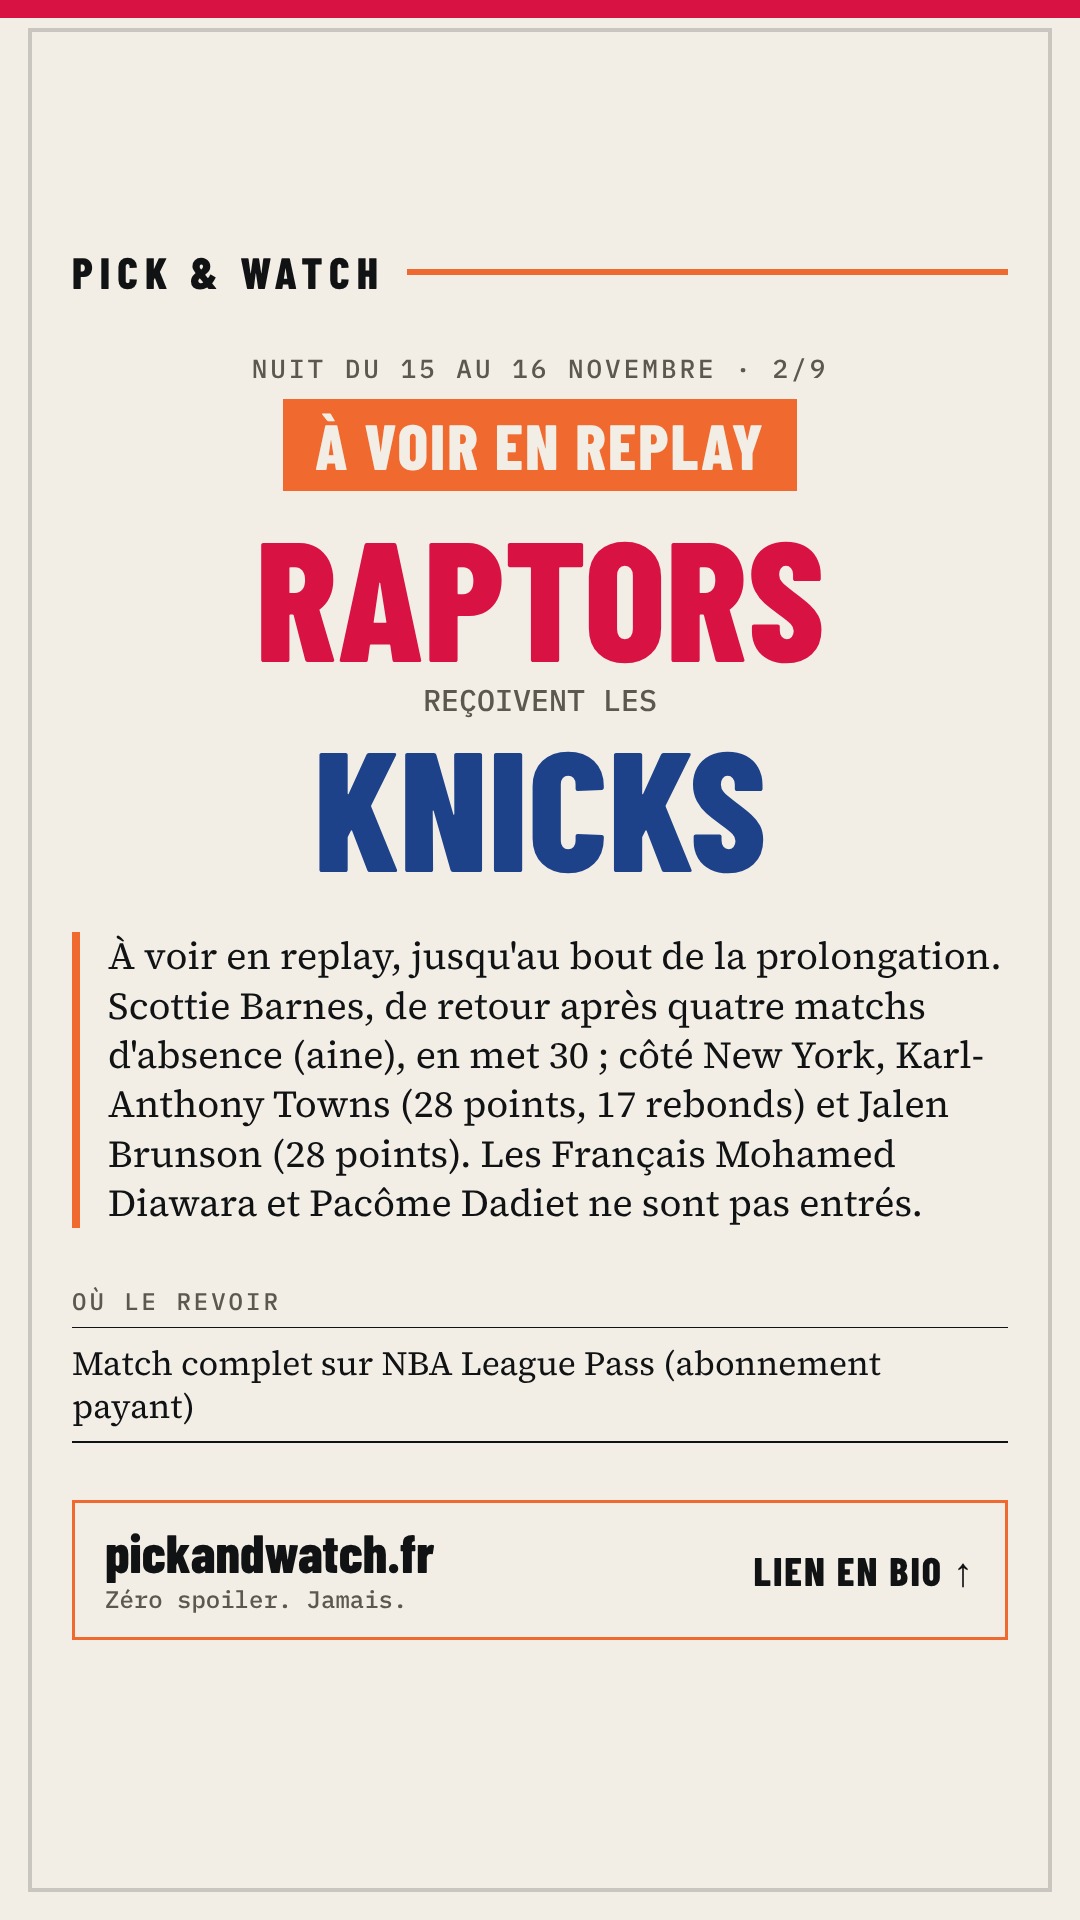 PICK & WATCH
NUIT DU 15 AU 16 NOVEMBRE · 2/9
À VOIR EN REPLAY
RAPTORS
REÇOIVENT LES
KNICKS
À voir en replay, jusqu'au bout de la prolongation.
Scottie Barnes, de retour après quatre matchs
d'absence (aine), en met 30 ; côté New York, Karl-
Anthony Towns (28 points, 17 rebonds) et Jalen
Brunson (28 points). Les Français Mohamed
Diawara et Pacôme Dadiet ne sont pas entrés.
OÙ LE REVOIR
Match complet sur NBA League Pass (abonnement
payant)
pickandwatch.fr
Zéro spoiler. Jamais.
LIEN EN BIO ↑